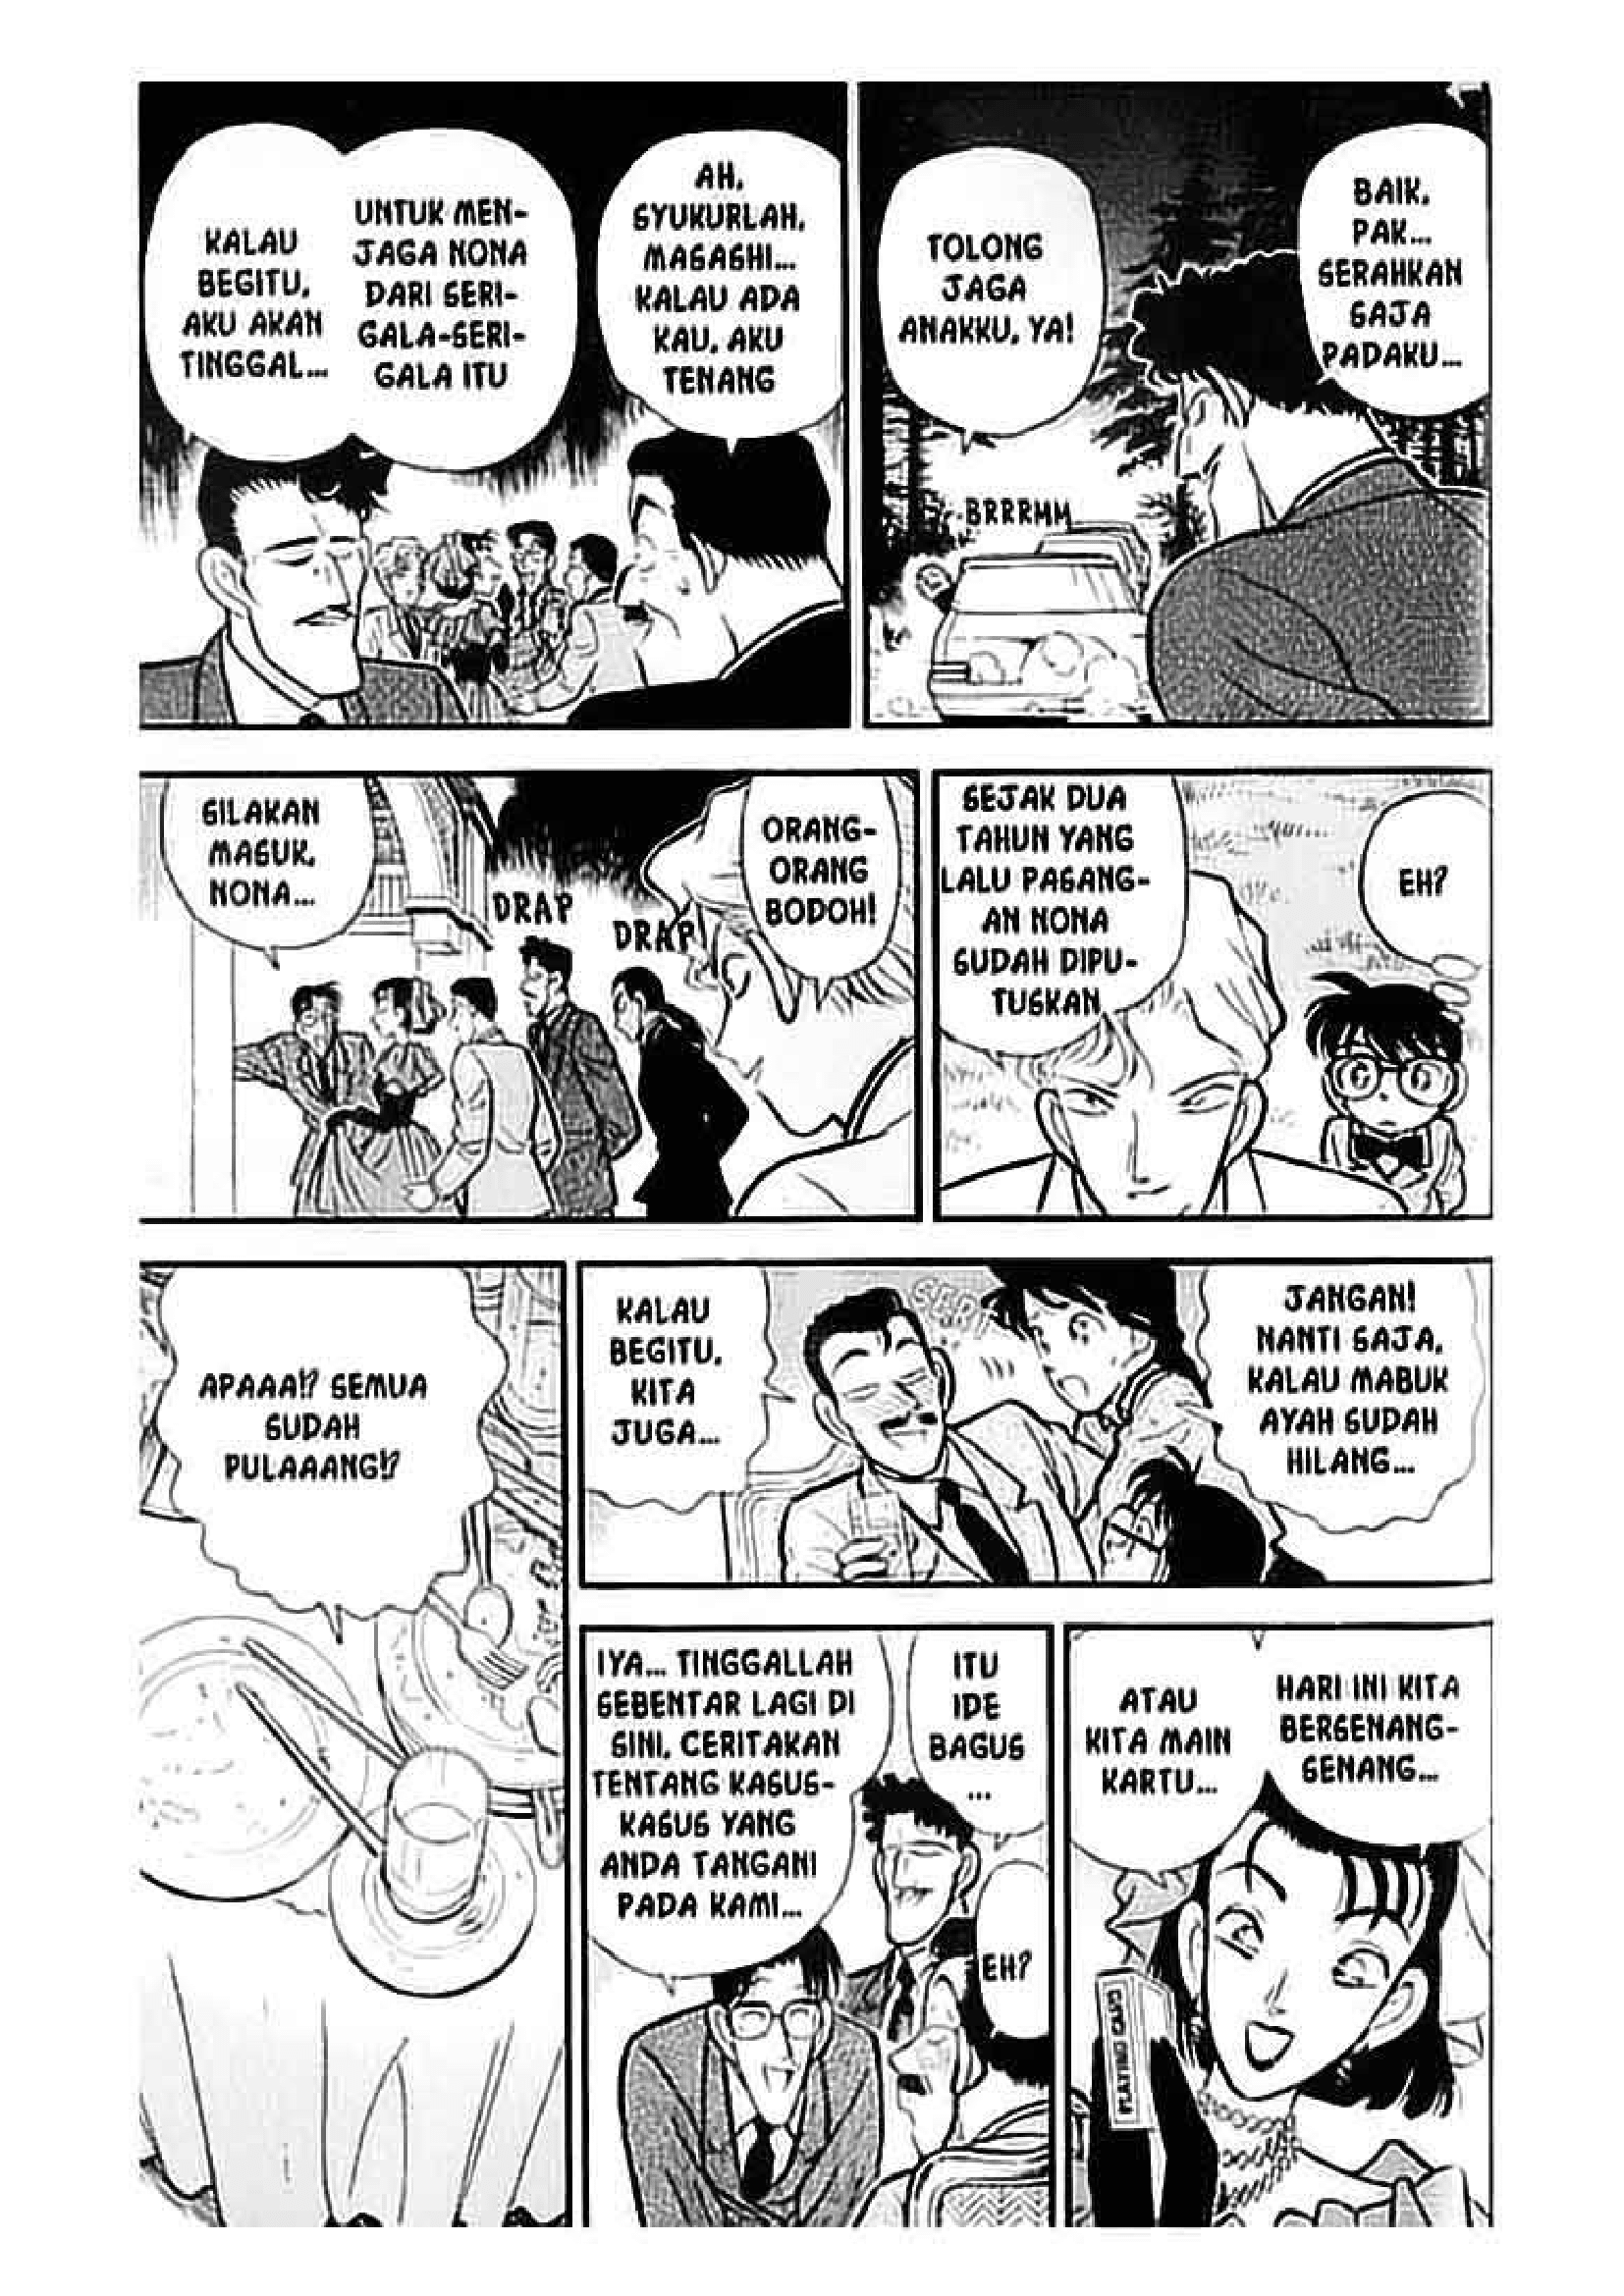 KALAU
BEGITU,
AKU AKAN
TINGGAL...
UNTUK MEN-
JAGA NONA
DARI SERI-
GALA-SERI-
GALA ITU
AH,
SYUKURLAH,
MASASHI...
KALAU ADA
KAU, AKU
TENANG
TOLONG
JAGA
ANAKKU, YA!
BAIK,
PAK...
SERAHKAN
SAJA
PADAKU...
BRRRMM
SILAKAN
MASUK,
NONA...
DRAP
DRAP
ORANG-
ORANG
BODOH!
SEJAK DUA
TAHUN YANG
LALU PASANG-
AN NONA
SUDAH DIPU-
TUSKAN
EH?
APAAA!? SEMUA
SUDAH
PULAAANG!?
KALAU
BEGITU,
KITA
JUGA...
SERT
JANGAN!
NANTI SAJA,
KALAU MABUK
AYAH SUDAH
HILANG...
IYA... TINGGALLAH
SEBENTAR LAGI DI
SINI, CERITAKAN
TENTANG KASUS-
KASUS YANG
ANDA TANGANI
PADA KAMI...
ITU
IDE
BAGUS
...
EH?
ATAU
KITA MAIN
KARTU...
HARI INI KITA
BERSENANG-
SENANG...
PLAYING CARD